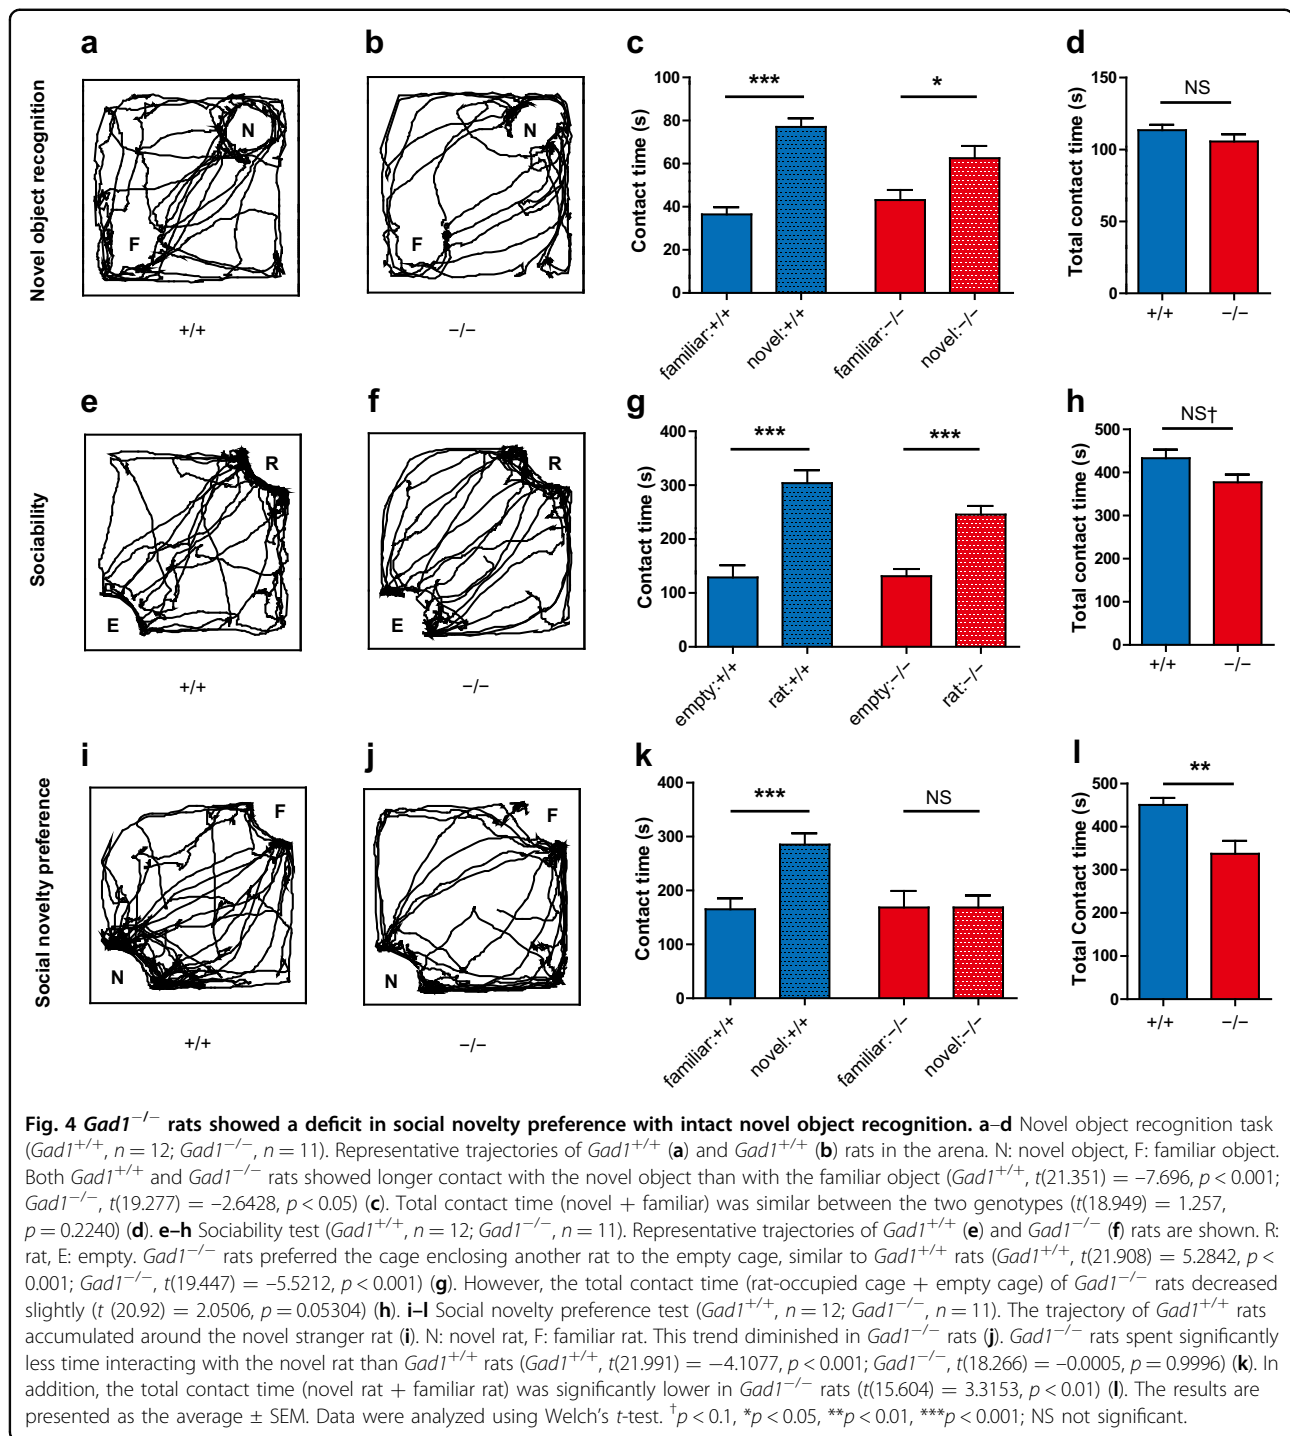 a
b
c
d
Novel object recognition
N
F
+/+
N
F
−/−
Contact time (s)
100
80
60
40
20
0
***
*
familiar:+/+
novel:+/+
familiar:−/−
novel:−/−
Total contact time (s)
150
100
50
0
NS
+/+
−/−
e
f
g
h
Sociability
R
E
+/+
R
E
−/−
Contact time (s)
400
300
200
100
0
***
***
empty:+/+
rat:+/+
empty:−/−
rat:−/−
Total contact time (s)
500
400
400
300
200
100
0
NS†
+/+
−/−
i
j
k
l
Social novelty preference
F
N
+/+
F
N
−/−
Contact time (s)
400
300
200
100
0
***
NS
familiar:+/+
novel:+/+
familiar:−/−
novel:−/−
Total Contact time (s)
500
400
300
200
100
0
**
+/+
−/−
Fig. 4 Gad1−/− rats showed a deficit in social novelty preference with intact novel object recognition. a–d Novel object recognition task
(Gad1+/+, n = 12; Gad1−/−, n = 11). Representative trajectories of Gad1+/+ (a) and Gad1+/+ (b) rats in the arena. N: novel object, F: familiar object.
Both Gad1+/+ and Gad1−/− rats showed longer contact with the novel object than with the familiar object (Gad1+/+, t(21.351) = –7.696, p < 0.001;
Gad1−/−, t(19.277) = –2.6428, p < 0.05) (c). Total contact time (novel + familiar) was similar between the two genotypes (t(18.949) = 1.257,
p = 0.2240) (d). e–h Sociability test (Gad1+/+, n = 12; Gad1−/−, n = 11). Representative trajectories of Gad1+/+ (e) and Gad1−/− (f) rats are shown. R:
rat, E: empty. Gad1−/− rats preferred the cage enclosing another rat to the empty cage, similar to Gad1+/+ rats (Gad1+/+, t(21.908) = 5.2842, p <
0.001; Gad1−/−, t(19.447) = –5.5212, p < 0.001) (g). However, the total contact time (rat-occupied cage + empty cage) of Gad1−/− rats decreased
slightly (t (20.92) = 2.0506, p = 0.05304) (h). i–l Social novelty preference test (Gad1+/+, n = 12; Gad1−/−, n = 11). The trajectory of Gad1+/+ rats
accumulated around the novel stranger rat (i). N: novel rat, F: familiar rat. This trend diminished in Gad1−/− rats (j). Gad1−/− rats spent significantly
less time interacting with the novel rat than Gad1+/+ rats (Gad1+/+, t(21.991) = −4.1077, p < 0.001; Gad1−/−, t(18.266) = –0.0005, p = 0.9996) (k). In
addition, the total contact time (novel rat + familiar rat) was significantly lower in Gad1−/− rats (t(15.604) = 3.3153, p < 0.01) (l). The results are
presented as the average ± SEM. Data were analyzed using Welch’s t-test. †p < 0.1, *p < 0.05, **p < 0.01, ***p < 0.001; NS not significant.